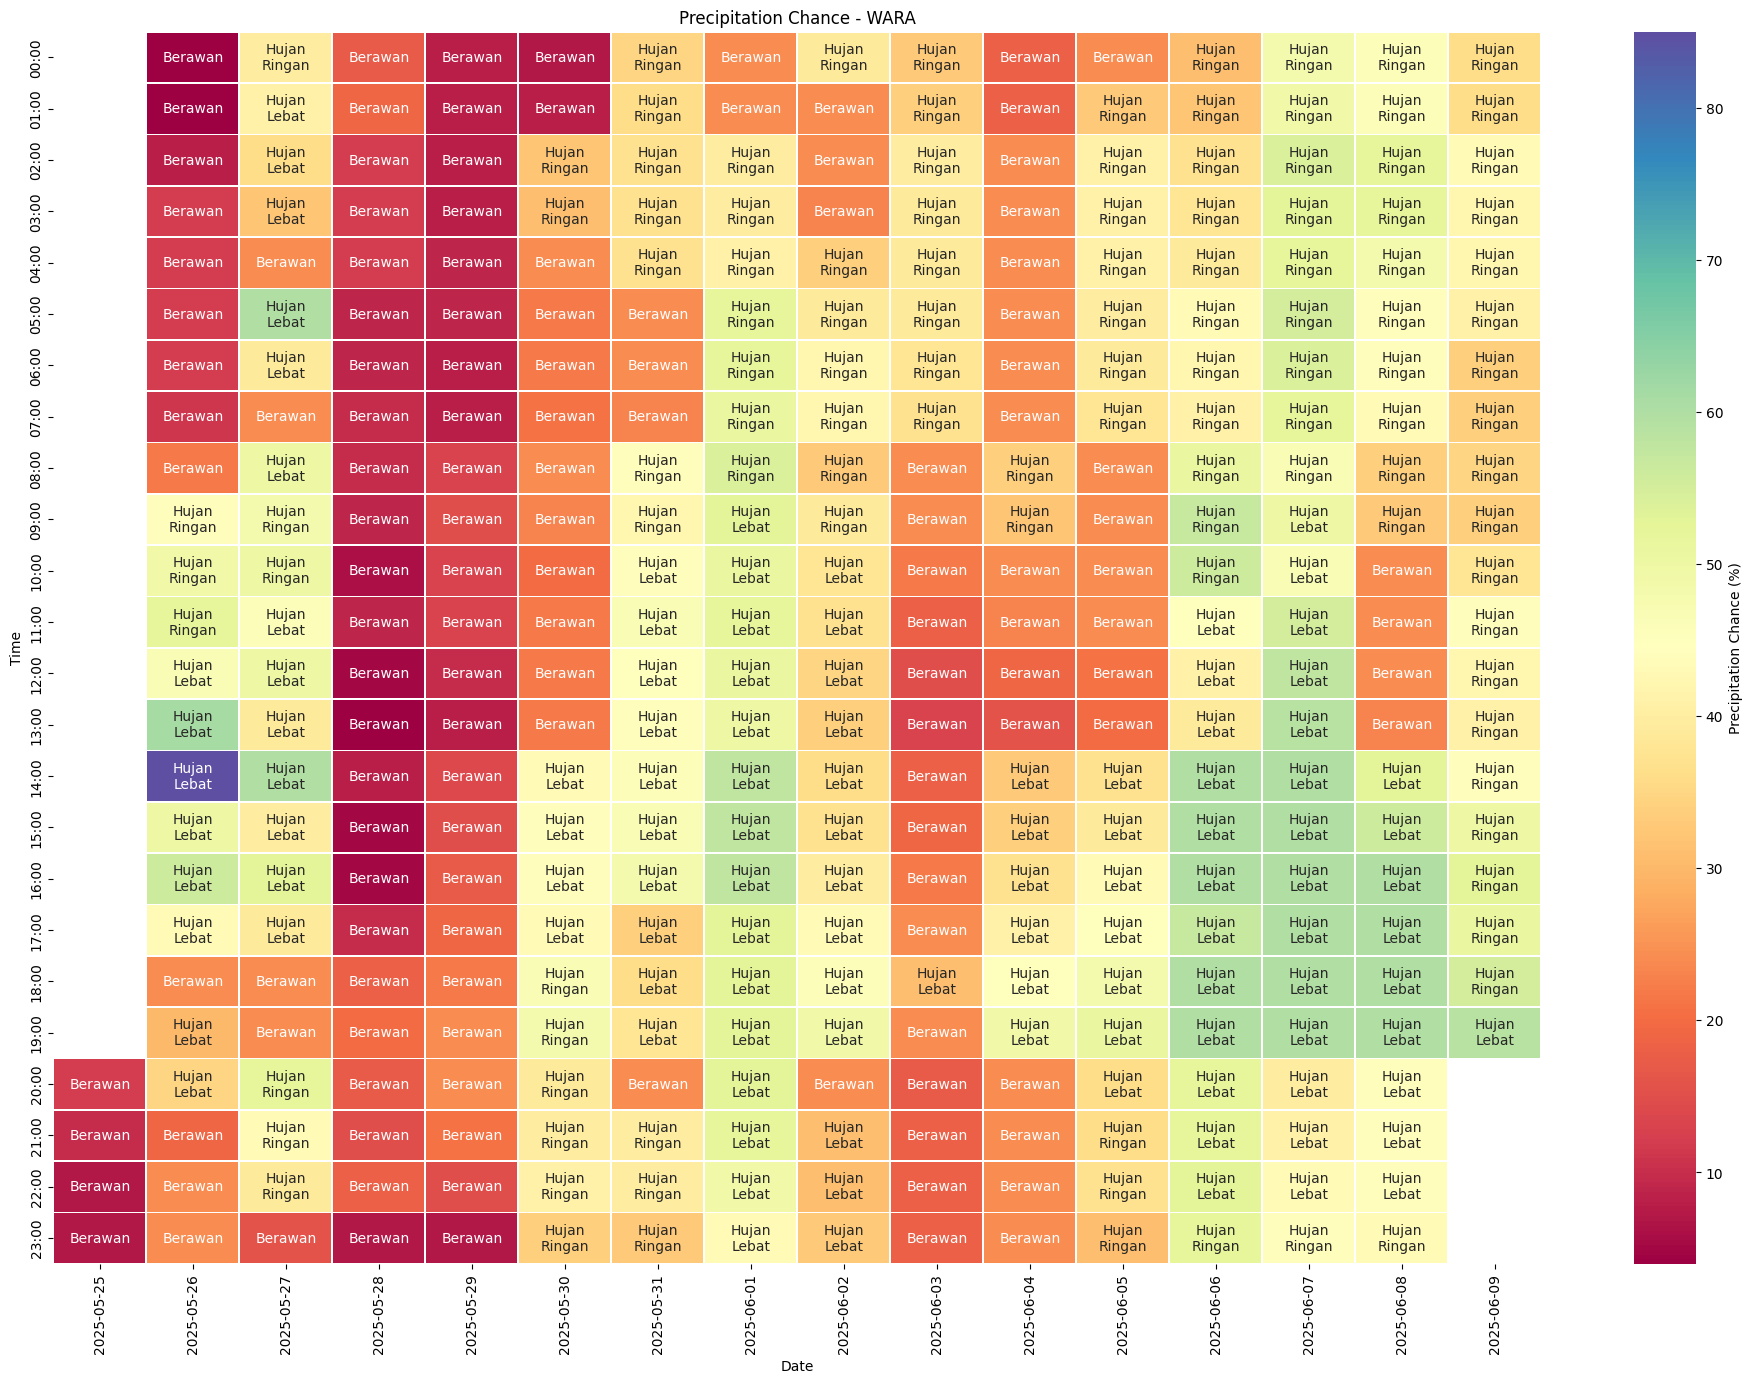 Precipitation Chance - WARA
00:00 Berawan Hujan Ringan Berawan Berawan Berawan Hujan Ringan Berawan Hujan Ringan Hujan Ringan Berawan Berawan Hujan Ringan Hujan Ringan Hujan Ringan Hujan Ringan
01:00 Berawan Hujan Lebat Berawan Berawan Berawan Hujan Ringan Berawan Berawan Hujan Ringan Berawan Hujan Ringan Hujan Ringan Hujan Ringan Hujan Ringan Hujan Ringan
02:00 Berawan Hujan Lebat Berawan Berawan Hujan Ringan Hujan Ringan Hujan Ringan Berawan Hujan Ringan Berawan Hujan Ringan Hujan Ringan Hujan Ringan Hujan Ringan Hujan Ringan
03:00 Berawan Hujan Lebat Berawan Berawan Hujan Ringan Hujan Ringan Hujan Ringan Berawan Hujan Ringan Berawan Hujan Ringan Hujan Ringan Hujan Ringan Hujan Ringan Hujan Ringan
04:00 Berawan Berawan Berawan Berawan Berawan Hujan Ringan Hujan Ringan Hujan Ringan Hujan Ringan Berawan Hujan Ringan Hujan Ringan Hujan Ringan Hujan Ringan Hujan Ringan
05:00 Berawan Hujan Lebat Berawan Berawan Berawan Berawan Hujan Ringan Hujan Ringan Hujan Ringan Berawan Hujan Ringan Hujan Ringan Hujan Ringan Hujan Ringan Hujan Ringan
06:00 Berawan Hujan Lebat Berawan Berawan Berawan Berawan Hujan Ringan Hujan Ringan Hujan Ringan Berawan Hujan Ringan Hujan Ringan Hujan Ringan Hujan Ringan Hujan Ringan
07:00 Berawan Berawan Berawan Berawan Berawan Berawan Hujan Ringan Hujan Ringan Hujan Ringan Berawan Hujan Ringan Hujan Ringan Hujan Ringan Hujan Ringan Hujan Ringan
08:00 Berawan Hujan Lebat Berawan Berawan Berawan Hujan Ringan Hujan Ringan Hujan Ringan Berawan Hujan Ringan Berawan Hujan Ringan Hujan Ringan Hujan Ringan Hujan Ringan
09:00 Hujan Ringan Hujan Ringan Berawan Berawan Berawan Hujan Ringan Hujan Lebat Hujan Ringan Berawan Hujan Ringan Berawan Hujan Ringan Hujan Lebat Hujan Ringan Hujan Ringan
10:00 Hujan Ringan Hujan Ringan Berawan Berawan Berawan Hujan Lebat Hujan Lebat Hujan Lebat Berawan Berawan Berawan Hujan Ringan Hujan Lebat Berawan Hujan Ringan
11:00 Hujan Ringan Hujan Lebat Berawan Berawan Berawan Hujan Lebat Hujan Lebat Hujan Lebat Berawan Berawan Berawan Hujan Lebat Hujan Lebat Berawan Hujan Ringan
12:00 Hujan Lebat Hujan Lebat Berawan Berawan Berawan Hujan Lebat Hujan Lebat Hujan Lebat Berawan Berawan Berawan Hujan Lebat Hujan Lebat Berawan Hujan Ringan
13:00 Hujan Lebat Hujan Lebat Berawan Berawan Berawan Hujan Lebat Hujan Lebat Hujan Lebat Berawan Berawan Berawan Hujan Lebat Hujan Lebat Berawan Hujan Ringan
14:00 Hujan Lebat Hujan Lebat Berawan Berawan Hujan Lebat Hujan Lebat Hujan Lebat Hujan Lebat Berawan Hujan Lebat Hujan Lebat Hujan Lebat Hujan Lebat Hujan Lebat Hujan Ringan
15:00 Hujan Lebat Hujan Lebat Berawan Berawan Hujan Lebat Hujan Lebat Hujan Lebat Hujan Lebat Berawan Hujan Lebat Hujan Lebat Hujan Lebat Hujan Lebat Hujan Lebat Hujan Ringan
16:00 Hujan Lebat Hujan Lebat Berawan Berawan Hujan Lebat Hujan Lebat Hujan Lebat Hujan Lebat Berawan Hujan Lebat Hujan Lebat Hujan Lebat Hujan Lebat Hujan Lebat Hujan Ringan
17:00 Hujan Lebat Hujan Lebat Berawan Berawan Hujan Lebat Hujan Lebat Hujan Lebat Hujan Lebat Berawan Hujan Lebat Hujan Lebat Hujan Lebat Hujan Lebat Hujan Lebat Hujan Ringan
18:00 Berawan Berawan Berawan Berawan Hujan Ringan Hujan Lebat Hujan Lebat Hujan Lebat Hujan Lebat Hujan Lebat Hujan Lebat Hujan Lebat Hujan Lebat Hujan Lebat Hujan Ringan
19:00 Hujan Lebat Berawan Berawan Berawan Hujan Ringan Hujan Lebat Hujan Lebat Hujan Lebat Berawan Hujan Lebat Hujan Lebat Hujan Lebat Hujan Lebat Hujan Lebat Hujan Lebat
20:00 Berawan Hujan Lebat Hujan Ringan Berawan Berawan Hujan Ringan Berawan Hujan Lebat Berawan Berawan Berawan Hujan Lebat Hujan Lebat Hujan Lebat Hujan Lebat
21:00 Berawan Berawan Hujan Ringan Berawan Berawan Hujan Ringan Hujan Ringan Hujan Lebat Hujan Lebat Berawan Berawan Hujan Ringan Hujan Lebat Hujan Lebat Hujan Lebat
22:00 Berawan Berawan Hujan Ringan Berawan Berawan Hujan Ringan Hujan Ringan Hujan Lebat Hujan Lebat Berawan Berawan Hujan Ringan Hujan Lebat Hujan Lebat Hujan Lebat
23:00 Berawan Berawan Berawan Berawan Berawan Hujan Ringan Hujan Ringan Hujan Lebat Hujan Lebat Berawan Berawan Hujan Ringan Hujan Ringan Hujan Ringan Hujan Ringan
Time
2025-05-25 2025-05-26 2025-05-27 2025-05-28 2025-05-29 2025-05-30 2025-05-31 2025-06-01 2025-06-02 2025-06-03 2025-06-04 2025-06-05 2025-06-06 2025-06-07 2025-06-08 2025-06-09
Date
80
70
60
50
40
30
20
10
Precipitation Chance (%)